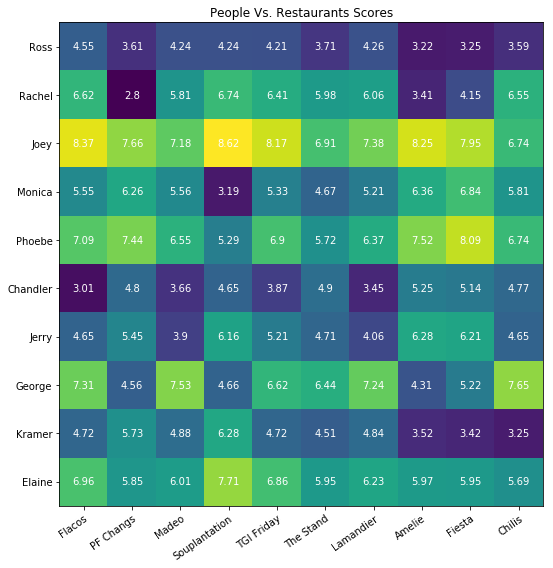 People Vs. Restaurants Scores
Ross 4.55 3.61 4.24 4.24 4.21 3.71 4.26 3.22 3.25 3.59
Rachel 6.62 2.8 5.81 6.74 6.41 5.98 6.06 3.41 4.15 6.55
Joey 8.37 7.66 7.18 8.62 8.17 6.91 7.38 8.25 7.95 6.74
Monica 5.55 6.26 5.56 3.19 5.33 4.67 5.21 6.36 6.84 5.81
Phoebe 7.09 7.44 6.55 5.29 6.9 5.72 6.37 7.52 8.09 6.74
Chandler 3.01 4.8 3.66 4.65 3.87 4.9 3.45 5.25 5.14 4.77
Jerry 4.65 5.45 3.9 6.16 5.21 4.71 4.06 6.28 6.21 4.65
George 7.31 4.56 7.53 4.66 6.62 6.44 7.24 4.31 5.22 7.65
Kramer 4.72 5.73 4.88 6.28 4.72 4.51 4.84 3.52 3.42 3.25
Elaine 6.96 5.85 6.01 7.71 6.86 5.95 6.23 5.97 5.95 5.69
Flacos PF Changs Madeo Souplantation TGI Friday The Stand Lamandier Amelie Fiesta Chilis